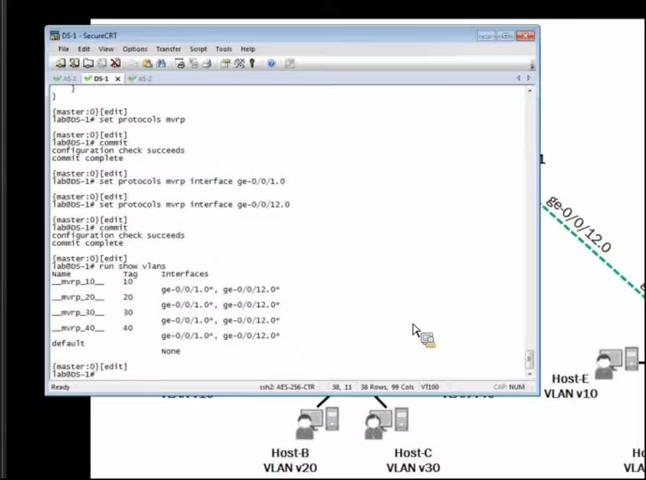 DS-1 - SecureCRT
File Edit View Options Transfer Script Tools Help
DS-1 AS-2
}
}
{master:0}[edit]
lab@DS-1# set protocols mvrp
{master:0}[edit]
lab@DS-1# commit
configuration check succeeds
commit complete
{master:0}[edit]
lab@DS-1# set protocols mvrp interface ge-0/0/1.0
{master:0}[edit]
lab@DS-1# set protocols mvrp interface ge-0/0/12.0
{master:0}[edit]
lab@DS-1# commit
configuration check succeeds
commit complete
{master:0}[edit]
lab@DS-1# run show vlans
Name Tag Interfaces
__mvrp_10__ 10
ge-0/0/1.0*, ge-0/0/12.0*
__mvrp_20__ 20
ge-0/0/1.0*, ge-0/0/12.0*
__mvrp_30__ 30
ge-0/0/1.0*, ge-0/0/12.0*
__mvrp_40__ 40
ge-0/0/1.0*, ge-0/0/12.0*
default
None
{master:0}[edit]
lab@DS-1#
Ready ssh2: AES-256-CTR 38, 11 38 Rows, 99 Cols VT100 CAP NUM
ge-0/0/12.0
Host-E
VLAN v10
Host-B
VLAN v20
Host-C
VLAN v30